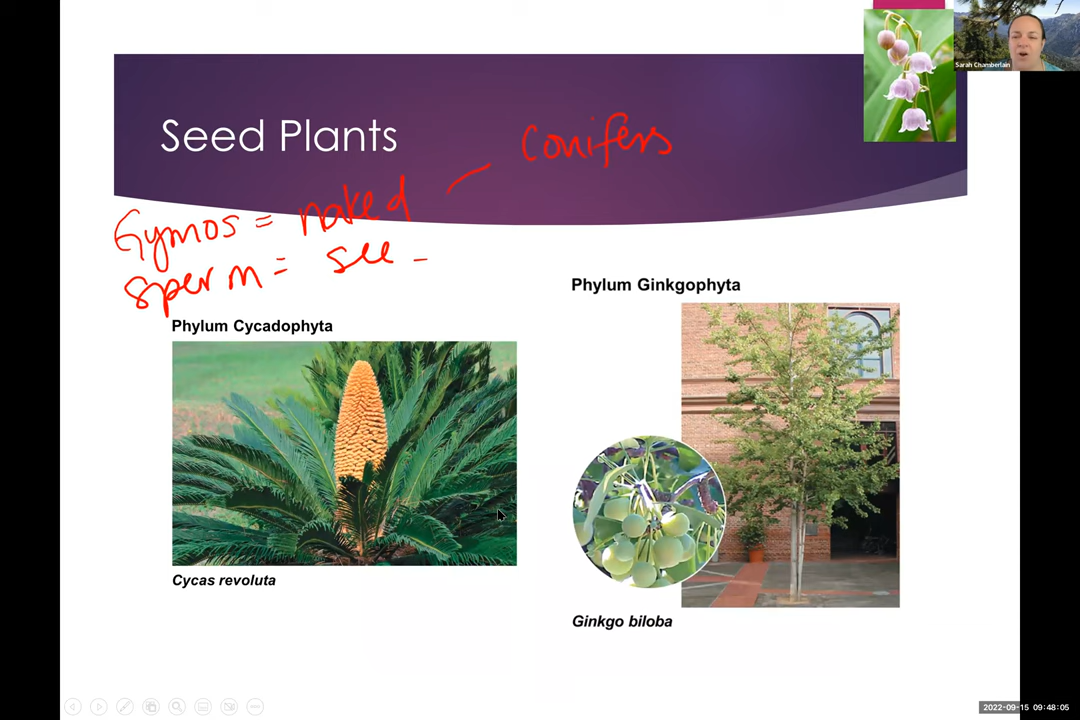 Sarah Chamberlain
Seed Plants
Conifers
Gymos = naked
sperm = see -
Phylum Ginkgophyta
Phylum Cycadophyta
Cycas revoluta
Ginkgo biloba
2022-09-15 09:48:05